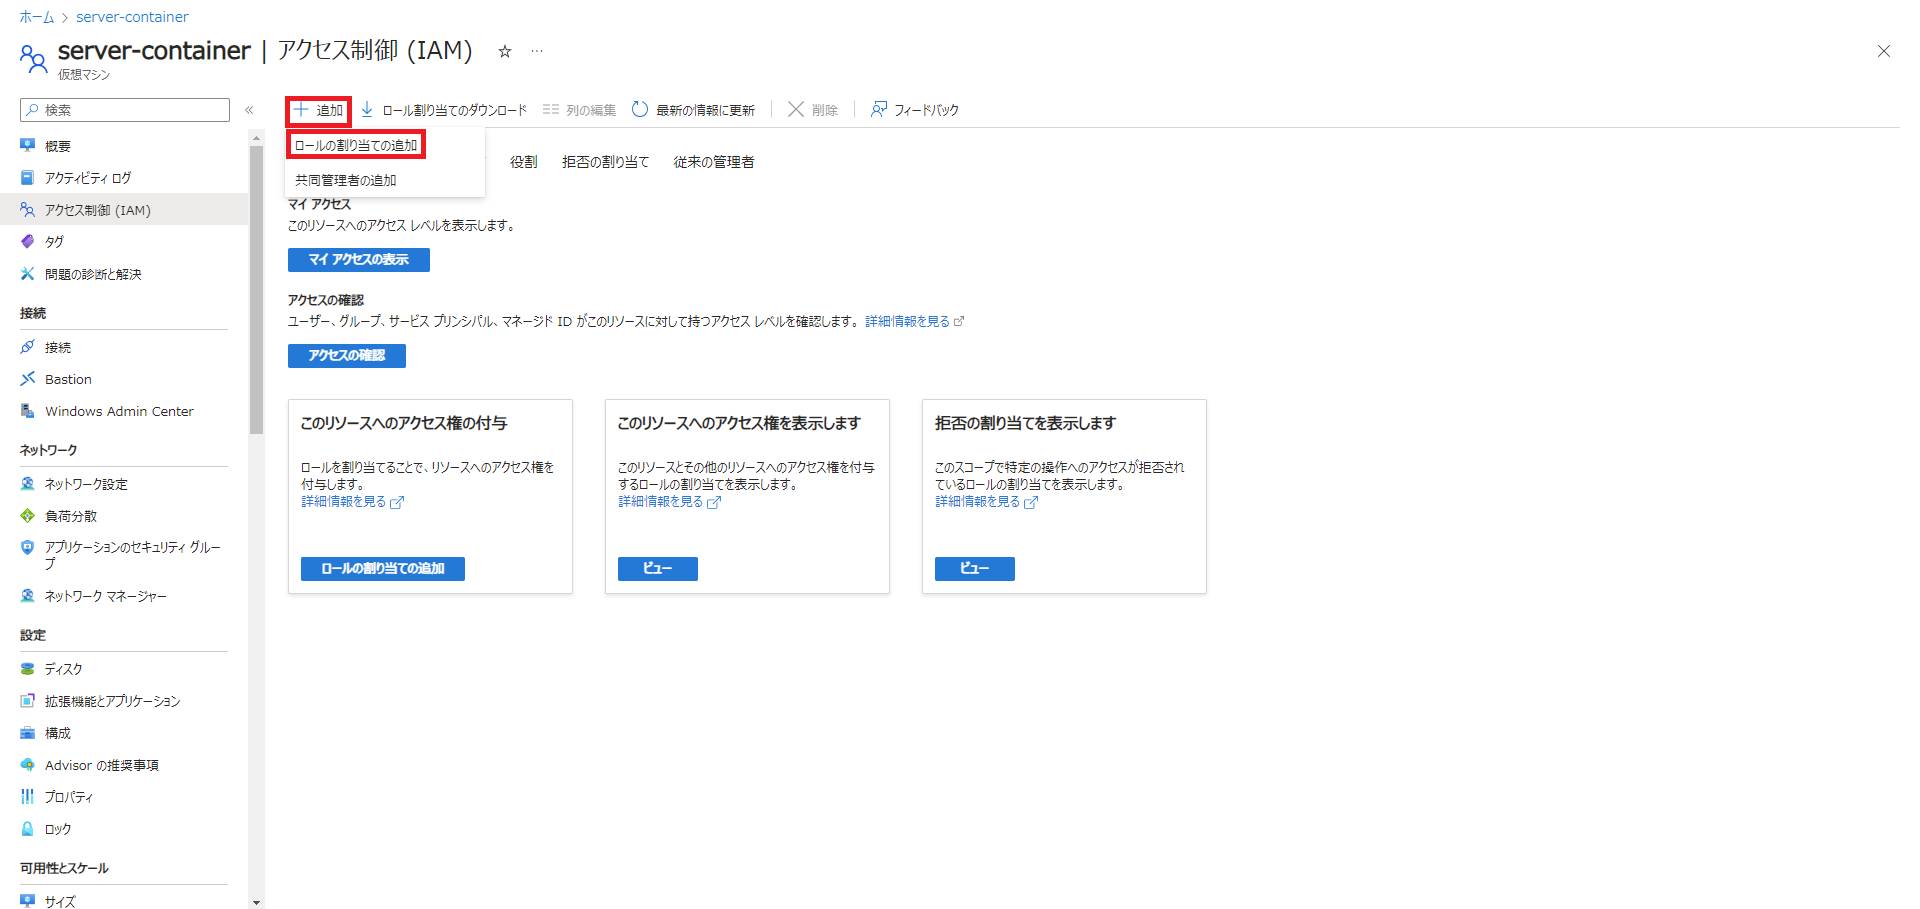 ホーム > server-container
server-container | アクセス制御 (IAM) ☆ …
仮想マシン
検索
概要
アクティビティ ログ
アクセス制御 (IAM)
タグ
問題の診断と解決
接続
接続
Bastion
Windows Admin Center
ネットワーク
ネットワーク設定
負荷分散
アプリケーションのセキュリティ グルー
プ
ネットワーク マネージャー
設定
ディスク
拡張機能とアプリケーション
構成
Advisor の推奨事項
プロパティ
ロック
可用性とスケール
サイズ
追加 ロール割り当てのダウンロード 列の編集 最新の情報に更新 削除 フィードバック
ロールの割り当ての追加
共同管理者の追加
役割 拒否の割り当て 従来の管理者
マイ アクセス
このリソースへのアクセス レベルを表示します。
マイ アクセスの表示
アクセスの確認
ユーザー、グループ、サービス プリンシパル、マネージド ID がこのリソースに対して持つアクセス レベルを確認します。 詳細情報を見る
アクセスの確認
このリソースへのアクセス権の付与
ロールを割り当てることで、リソースへのアクセス権を
付与します。
詳細情報を見る
ロールの割り当ての追加
このリソースへのアクセス権を表示します
このリソースとその他のリソースへのアクセス権を付与
するロールの割り当てを表示します。
詳細情報を見る
ビュー
拒否の割り当てを表示します
このスコープで特定の操作へのアクセスが拒否され
ているロールの割り当てを表示します。
詳細情報を見る
ビュー